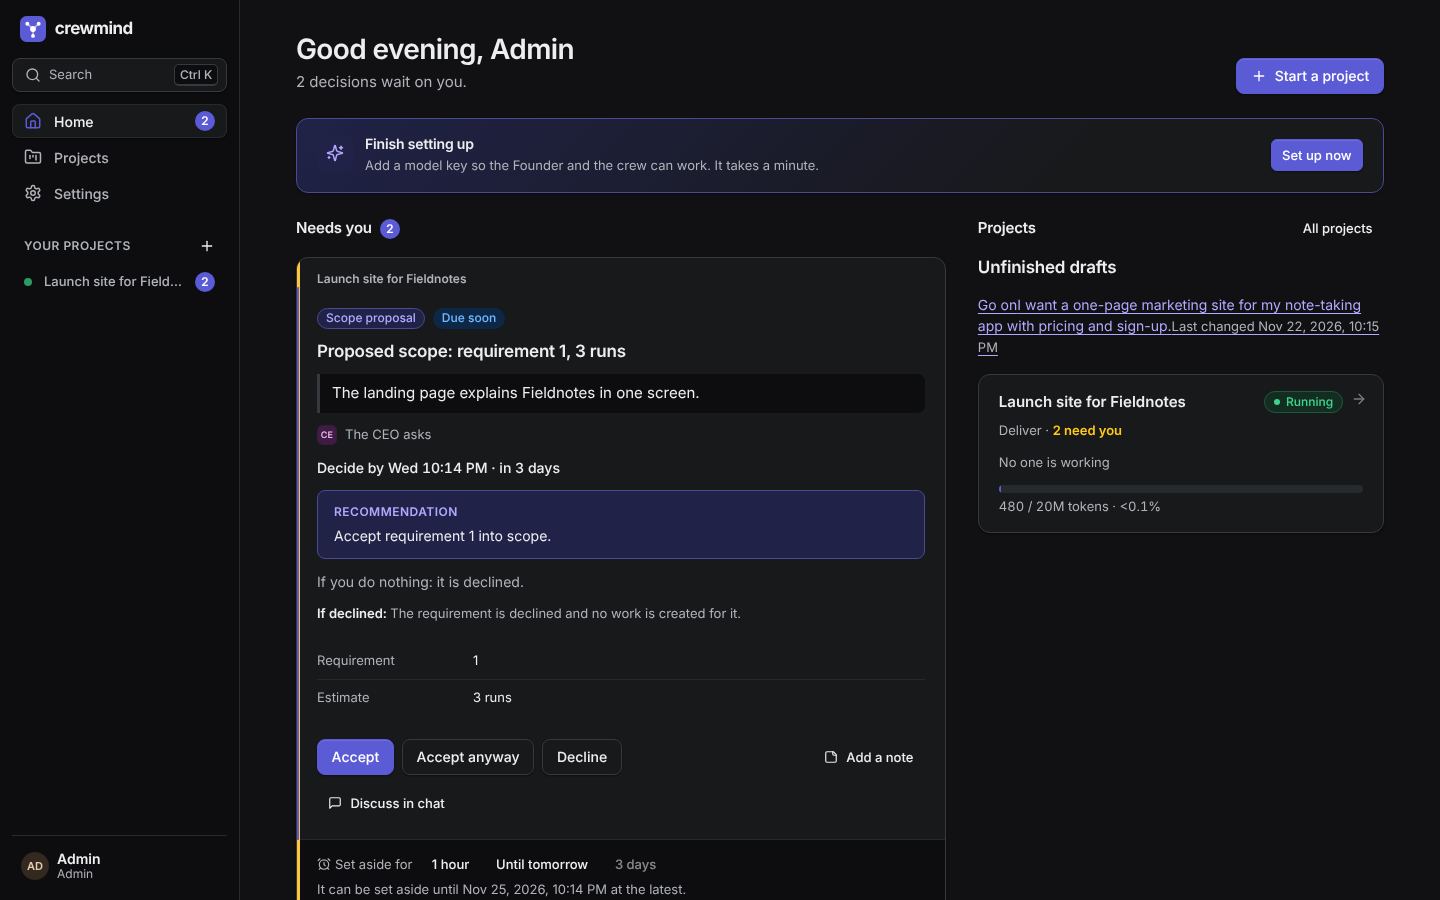 crewmind
Search Ctrl K
Home 2
Projects
Settings
YOUR PROJECTS
Launch site for Field... 2
AD Admin
Admin
Good evening, Admin
2 decisions wait on you.
Start a project
Finish setting up
Add a model key so the Founder and the crew can work. It takes a minute.
Set up now
Needs you 2
Launch site for Fieldnotes
Scope proposal Due soon
Proposed scope: requirement 1, 3 runs
The landing page explains Fieldnotes in one screen.
CE The CEO asks
Decide by Wed 10:14 PM · in 3 days
RECOMMENDATION
Accept requirement 1 into scope.
If you do nothing: it is declined.
If declined: The requirement is declined and no work is created for it.
Requirement 1
Estimate 3 runs
Accept Accept anyway Decline Add a note
Discuss in chat
Set aside for 1 hour Until tomorrow 3 days
It can be set aside until Nov 25, 2026, 10:14 PM at the latest.
Projects All projects
Unfinished drafts
Go onI want a one-page marketing site for my note-taking
app with pricing and sign-up.Last changed Nov 22, 2026, 10:15
PM
Launch site for Fieldnotes Running
Deliver · 2 need you
No one is working
480 / 20M tokens · <0.1%